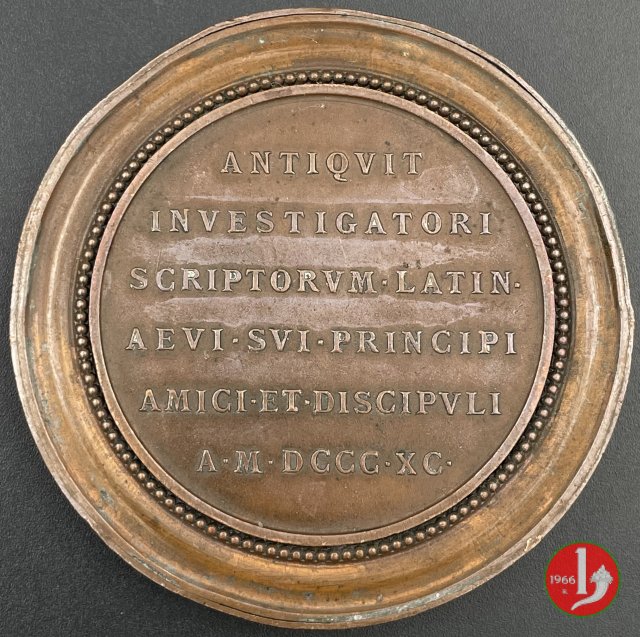 ANTIQVIT
INVESTIGATORI
SCRIPTORVM·LATIN·
AEVI·SVI·PRINCIPI
AMICI·ET·DISCIPVLI
A·M·DCCC·XC·
1966
R.